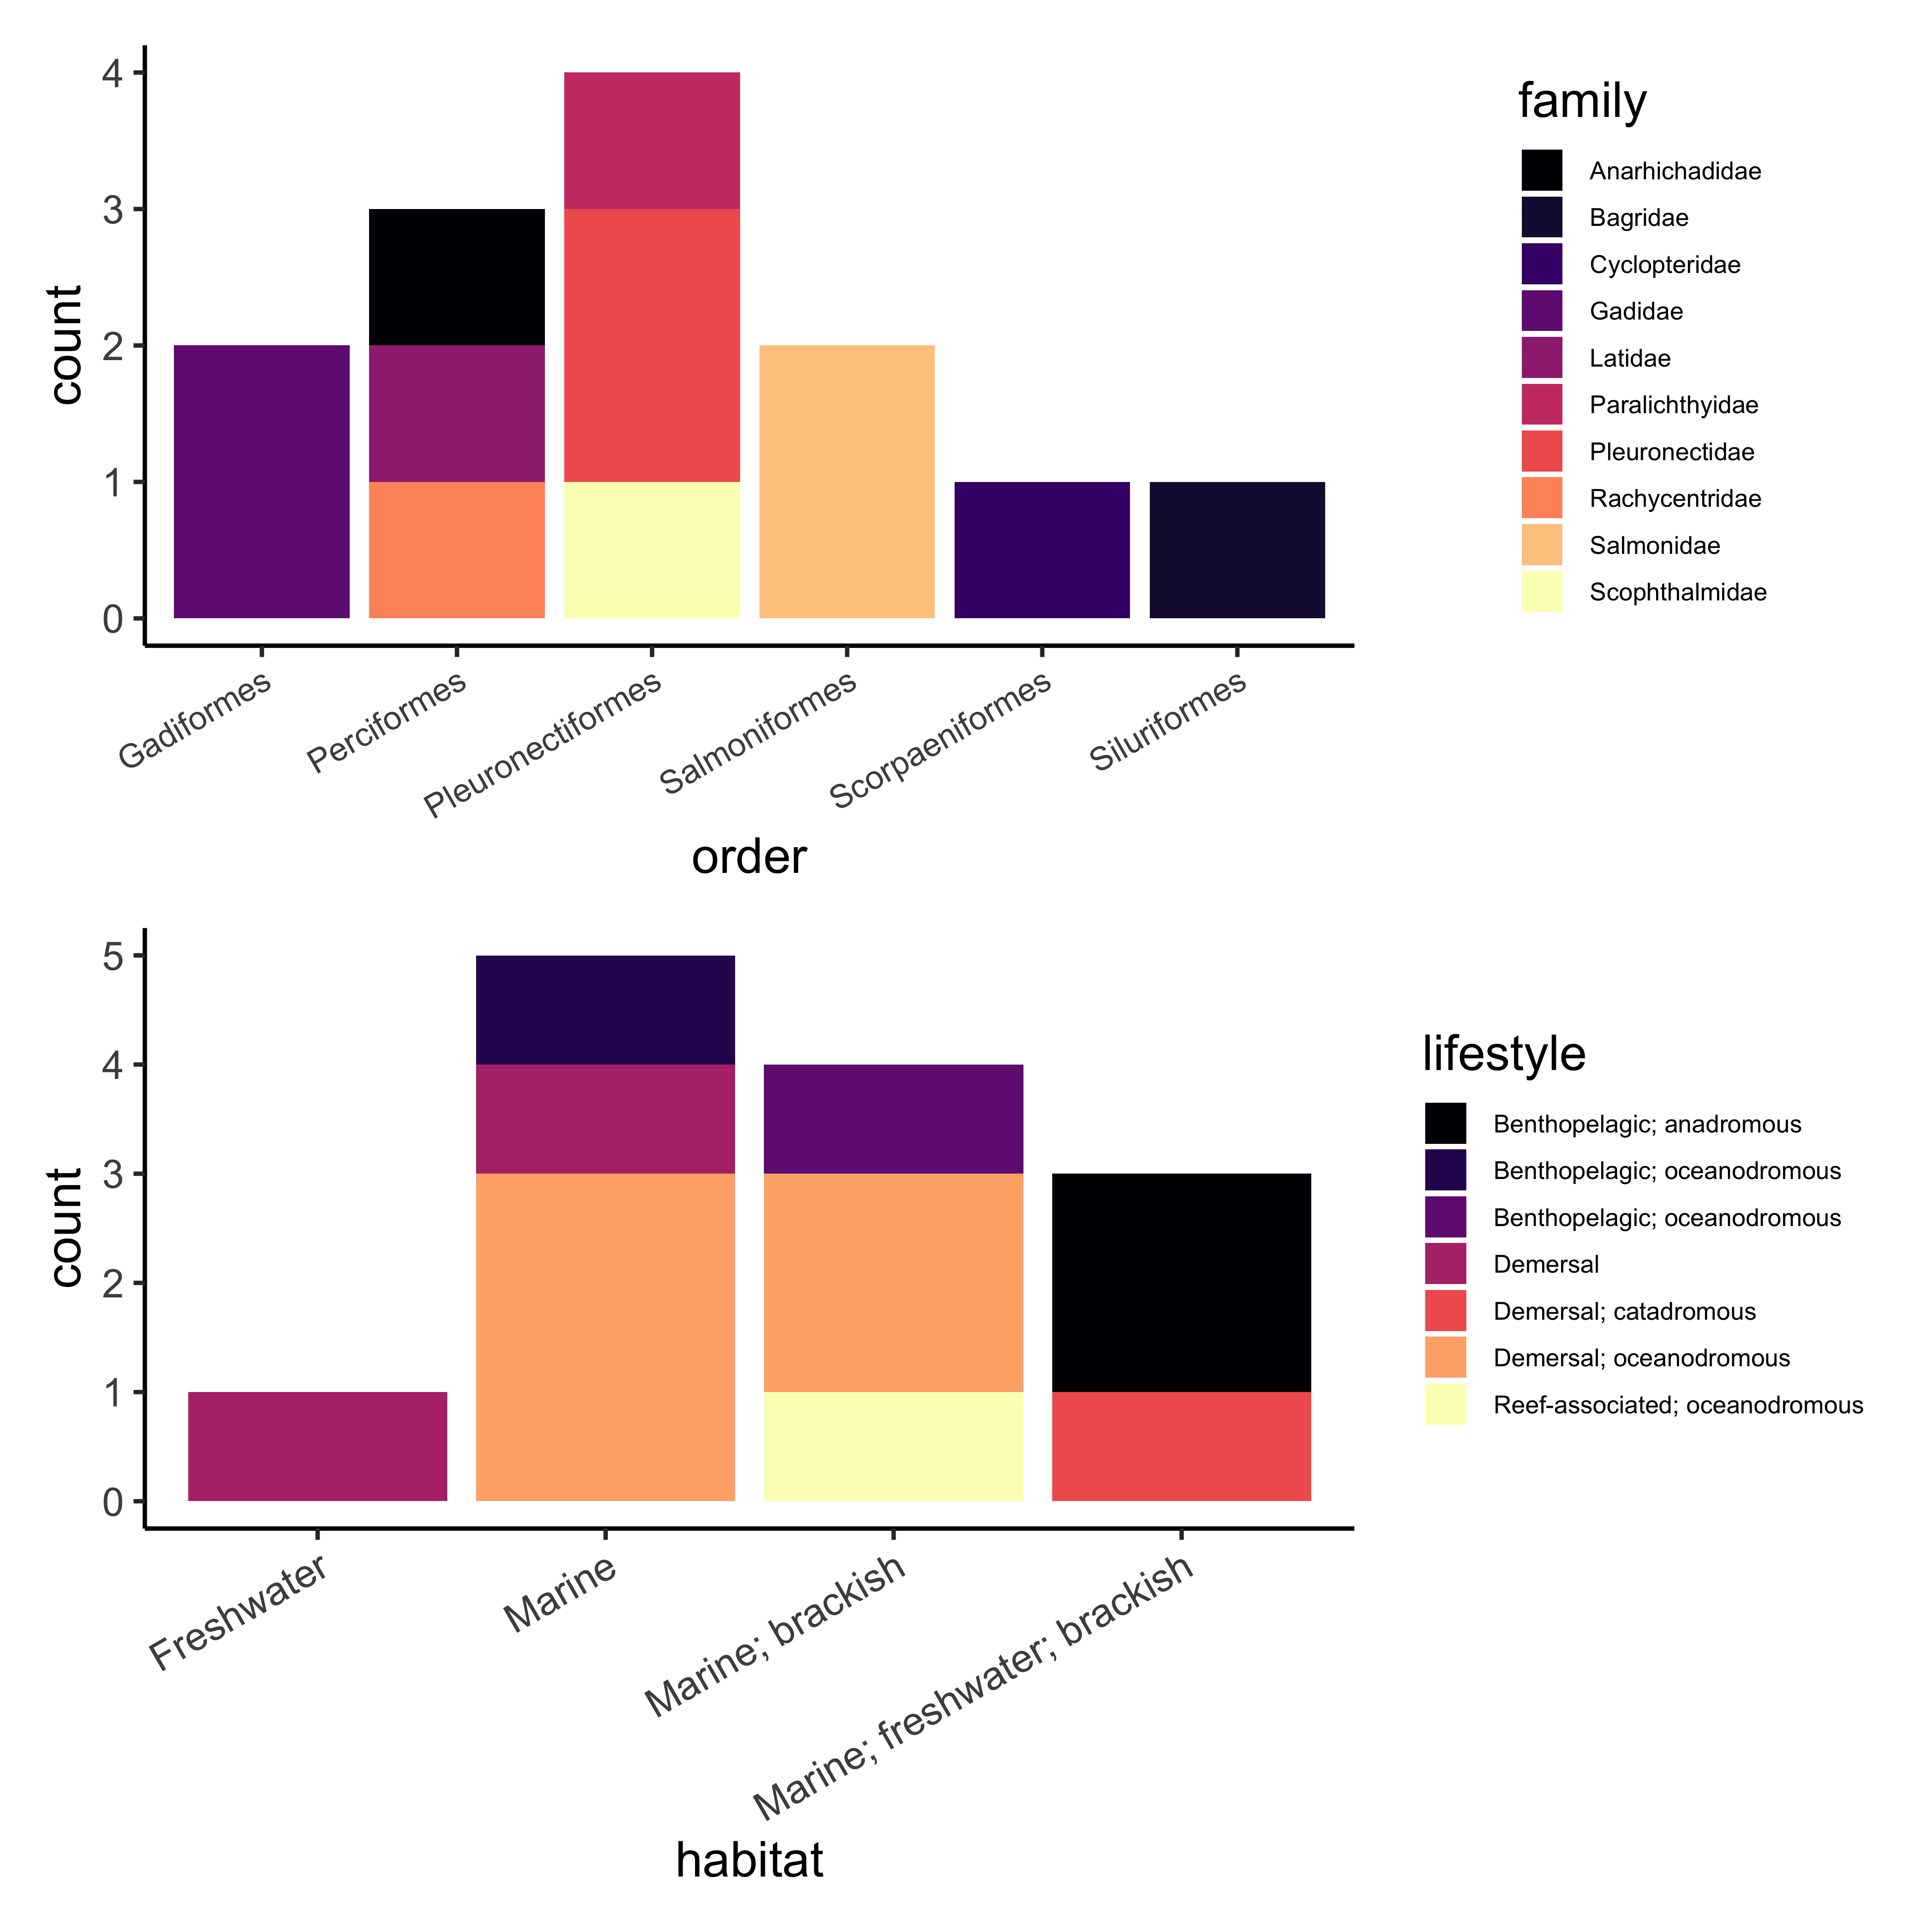 4
3
2
1
0
count
Gadiformes
Perciformes
Pleuronectiformes
Salmoniformes
Scorpaeniformes
Siluriformes
order
family
Anarhichadidae
Bagridae
Cyclopteridae
Gadidae
Latidae
Paralichthyidae
Pleuronectidae
Rachycentridae
Salmonidae
Scophthalmidae
5
4
3
2
1
0
count
Freshwater
Marine
Marine; brackish
Marine; freshwater; brackish
habitat
lifestyle
Benthopelagic; anadromous
Benthopelagic; oceanodromous
Benthopelagic; oceanodromous
Demersal
Demersal; catadromous
Demersal; oceanodromous
Reef-associated; oceanodromous